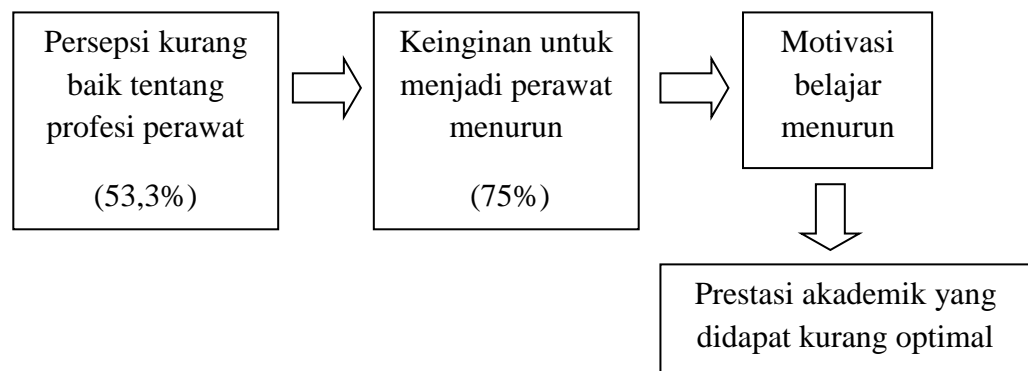 Persepsi kurang
baik tentang
profesi perawat
(53,3%)
Keinginan untuk
menjadi perawat
menurun
(75%)
Motivasi
belajar
menurun
Prestasi akademik yang
didapat kurang optimal